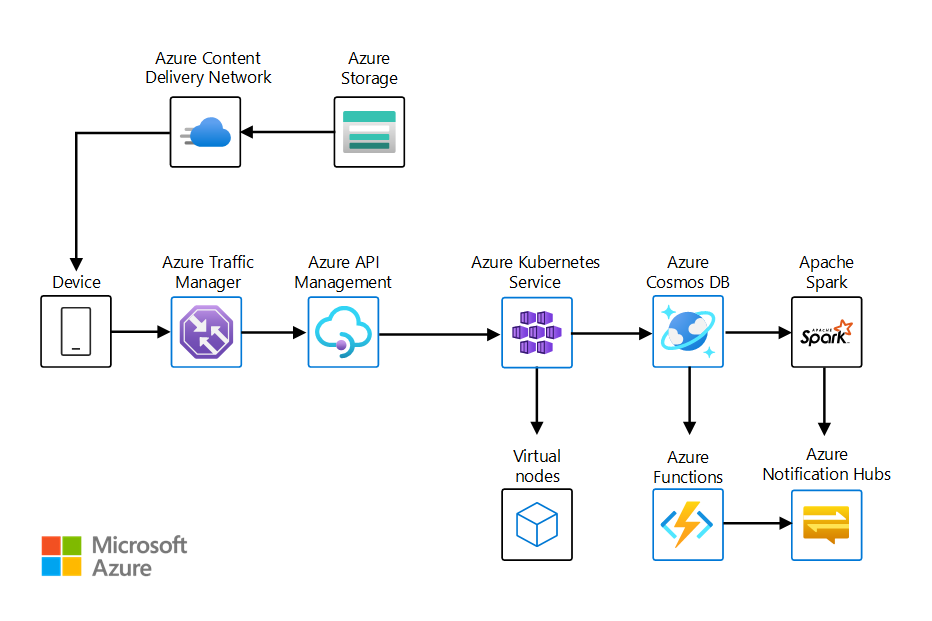 Azure Content
Delivery Network
Azure
Storage
Device
Azure Traffic
Manager
Azure API
Management
Azure Kubernetes
Service
Azure
Cosmos DB
Apache
Spark
APACHE
Spark
Virtual
nodes
Azure
Functions
Azure
Notification Hubs
Microsoft
Azure